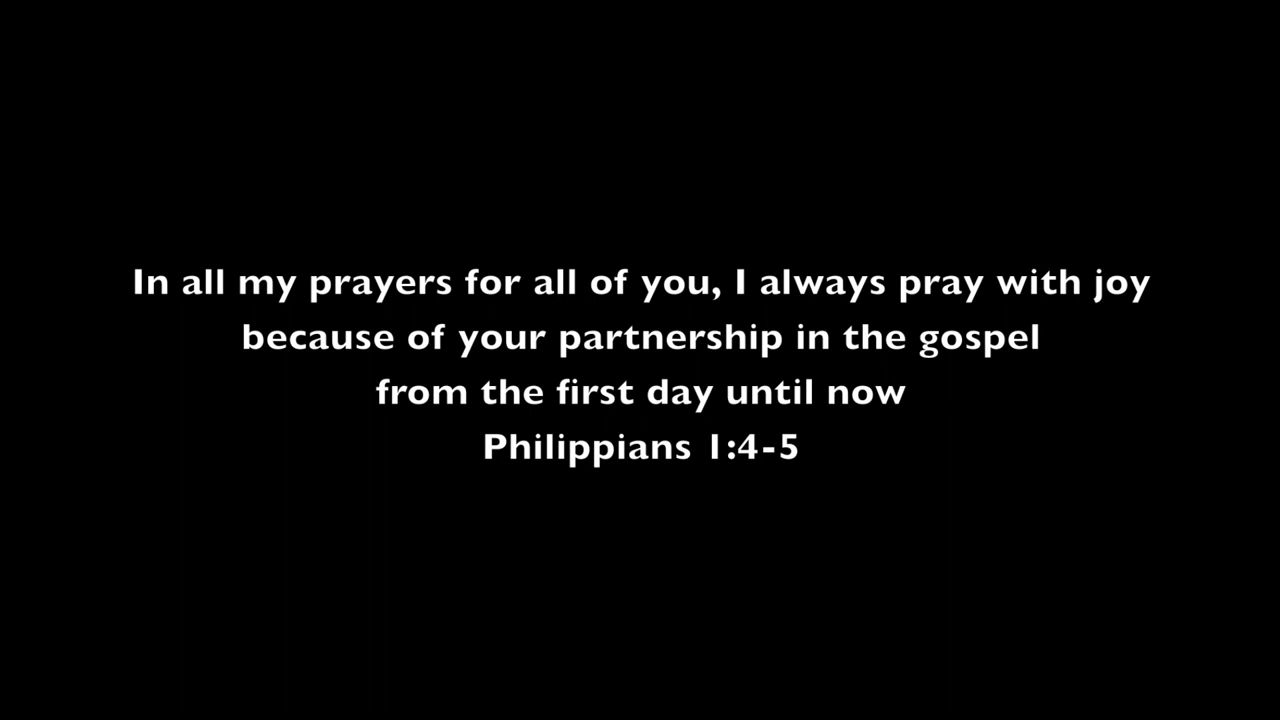 In all my prayers for all of you, I always pray with joy
because of your partnership in the gospel
from the first day until now
Philippians 1:4-5